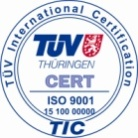 TÜV International Certification
TÜV
THÜRINGEN
CERT
ISO 9001
15 100 00000
TIC